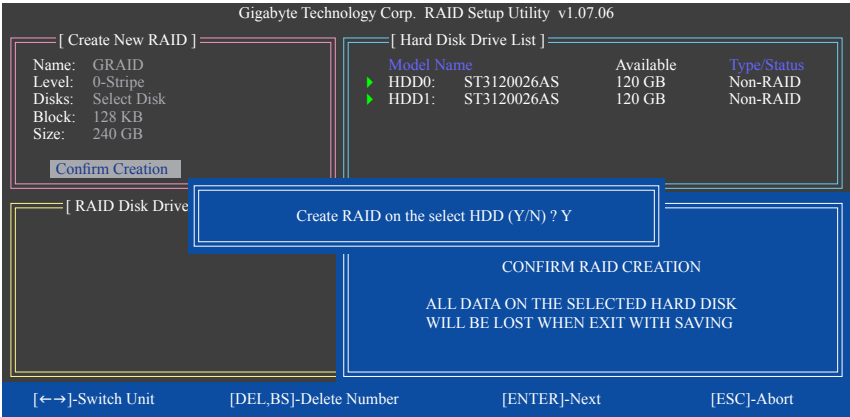 Gigabyte Technology Corp. RAID Setup Utility v1.07.06
[ Create New RAID ]
Name: GRAID
Level: 0-Stripe
Disks: Select Disk
Block: 128 KB
Size: 240 GB
Confirm Creation
[ Hard Disk Drive List ]
Model Name Available Type/Status
HDD0: ST3120026AS 120 GB Non-RAID
HDD1: ST3120026AS 120 GB Non-RAID
[ RAID Disk Drive
Create RAID on the select HDD (Y/N) ? Y
CONFIRM RAID CREATION
ALL DATA ON THE SELECTED HARD DISK
WILL BE LOST WHEN EXIT WITH SAVING
[←→]-Switch Unit [DEL,BS]-Delete Number [ENTER]-Next [ESC]-Abort